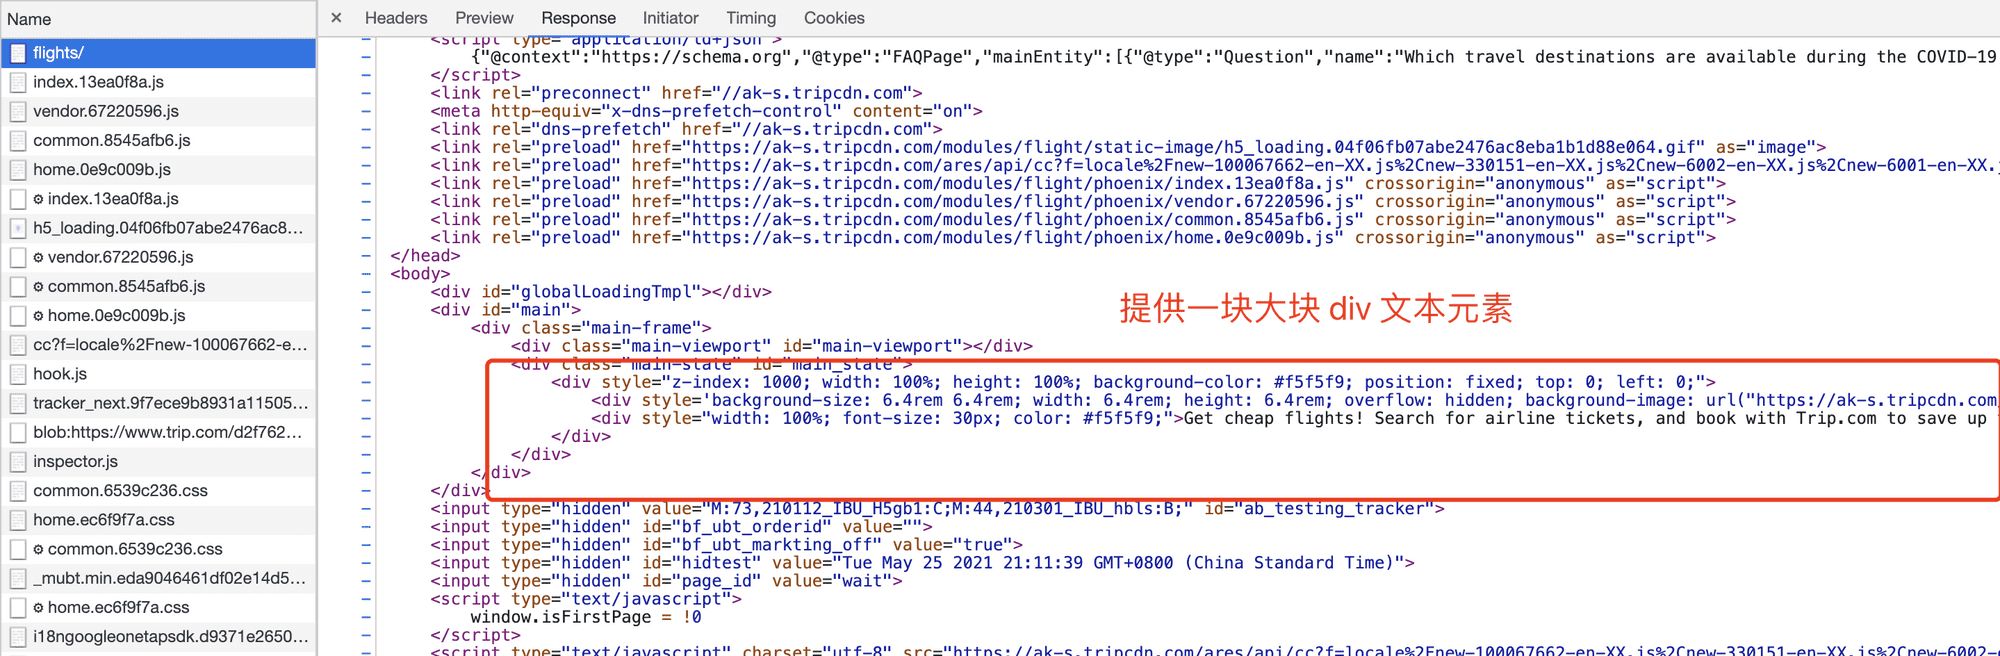 Name
× Headers Preview Response Initiator Timing Cookies
flights/
index.13ea0f8a.js
vendor.67220596.js
common.8545afb6.js
home.0e9c009b.js
index.13ea0f8a.js
h5_loading.04f06fb07abe2476ac8...
vendor.67220596.js
common.8545afb6.js
home.0e9c009b.js
cc?f=locale%2Fnew-100067662-e...
hook.js
tracker_next.9f7ece9b8931a11505...
blob:https://www.trip.com/d2f762...
inspector.js
common.6539c236.css
home.ec6f9f7a.css
common.6539c236.css
_mubt.min.eda9046461df02e14d5...
home.ec6f9f7a.css
i18ngoogleonetapsdk.d9371e2650...
<script type="application/ld+json">
{"@context":"https://schema.org","@type":"FAQPage","mainEntity":[{"@type":"Question","name":"Which travel destinations are available during the COVID-19
</script>
<link rel="preconnect" href="//ak-s.tripcdn.com">
<meta http-equiv="x-dns-prefetch-control" content="on">
<link rel="dns-prefetch" href="//ak-s.tripcdn.com">
<link rel="preload" href="https://ak-s.tripcdn.com/modules/flight/static-image/h5_loading.04f06fb07abe2476ac8eba1b1d88e064.gif" as="image">
<link rel="preload" href="https://ak-s.tripcdn.com/ares/api/cc?f=locale%2Fnew-100067662-en-XX.js%2Cnew-330151-en-XX.js%2Cnew-6002-en-XX.js%2Cnew-6001-en-XX.
<link rel="preload" href="https://ak-s.tripcdn.com/modules/flight/phoenix/index.13ea0f8a.js" crossorigin="anonymous" as="script">
<link rel="preload" href="https://ak-s.tripcdn.com/modules/flight/phoenix/vendor.67220596.js" crossorigin="anonymous" as="script">
<link rel="preload" href="https://ak-s.tripcdn.com/modules/flight/phoenix/common.8545afb6.js" crossorigin="anonymous" as="script">
<link rel="preload" href="https://ak-s.tripcdn.com/modules/flight/phoenix/home.0e9c009b.js" crossorigin="anonymous" as="script">
</head>
<body>
<div id="globalLoadingTmpl"></div>
<div id="main">
提供一块大块 div 文本元素
<div class="main-frame">
<div class="main-viewport" id="main-viewport"></div>
<div class="main-state" id="main_state">
<div style="z-index: 1000; width: 100%; height: 100%; background-color: #f5f5f9; position: fixed; top: 0; left: 0;">
<div style='background-size: 6.4rem 6.4rem; width: 6.4rem; height: 6.4rem; overflow: hidden; background-image: url("https://ak-s.tripcdn.com
<div style="width: 100%; font-size: 30px; color: #f5f5f9;">Get cheap flights! Search for airline tickets, and book with Trip.com to save up
</div>
</div>
</div>
</div>
<input type="hidden" value="M:73,210112_IBU_H5gb1:C;M:44,210301_IBU_hbls:B;" id="ab_testing_tracker">
<input type="hidden" id="bf_ubt_orderid" value="">
<input type="hidden" id="bf_ubt_markting_off" value="true">
<input type="hidden" id="hidtest" value="Tue May 25 2021 21:11:39 GMT+0800 (China Standard Time)">
<input type="hidden" id="page_id" value="wait">
<script type="text/javascript">
window.isFirstPage = !0
</script>
<script type="text/javascript" charset="utf-8" src="https://ak-s.tripcdn.com/ares/api/cc?f=locale%2Fnew-100067662-en-XX.js%2Cnew-330151-en-XX.js%2Cnew-6002-